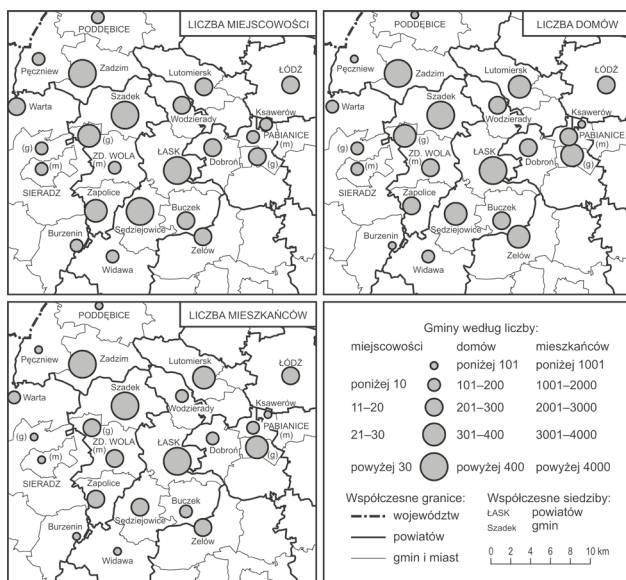 LICZBA MIEJSCOWOŚCI
PODDĘBICE
Pęczniew
Zadzim
Lutomiersk
ŁÓDŹ
Warta
Szadek
Wodzierady
Ksawerów
PABIANICE
(m)
(g)
(g)
(g)
(m)
SIERADZ
ZD. WOLA
(m)
ŁASK
Dobroń
Zapolice
Buczek
Sędziejowice
Burzenin
Zelów
Widawa
LICZBA DOMÓW
PODDĘBICE
Pęczniew
Zadzim
Lutomiersk
ŁÓDŹ
Warta
Szadek
Wodzierady
Ksawerów
PABIANICE
(m)
(g)
(g)
(g)
(m)
SIERADZ
ZD. WOLA
(m)
ŁASK
Dobroń
Zapolice
Buczek
Sędziejowice
Burzenin
Zelów
Widawa
LICZBA MIESZKAŃCÓW
PODDĘBICE
Pęczniew
Zadzim
Lutomiersk
ŁÓDŹ
Warta
Szadek
Wodzierady
Ksawerów
PABIANICE
(m)
(g)
(g)
(g)
(m)
SIERADZ
ZD. WOLA
(m)
ŁASK
Dobroń
Zapolice
Buczek
Sędziejowice
Burzenin
Zelów
Widawa
Gminy według liczby:
miejscowości domów mieszkańców
poniżej 101 poniżej 1001
poniżej 10 101–200 1001–2000
11–20 201–300 2001–3000
21–30 301–400 3001–4000
powyżej 30 powyżej 400 powyżej 4000
Współczesne granice: Współczesne siedziby:
województw ŁASK powiatów
powiatów Szadek gmin
gmin i miast
0 2 4 6 8 10 km